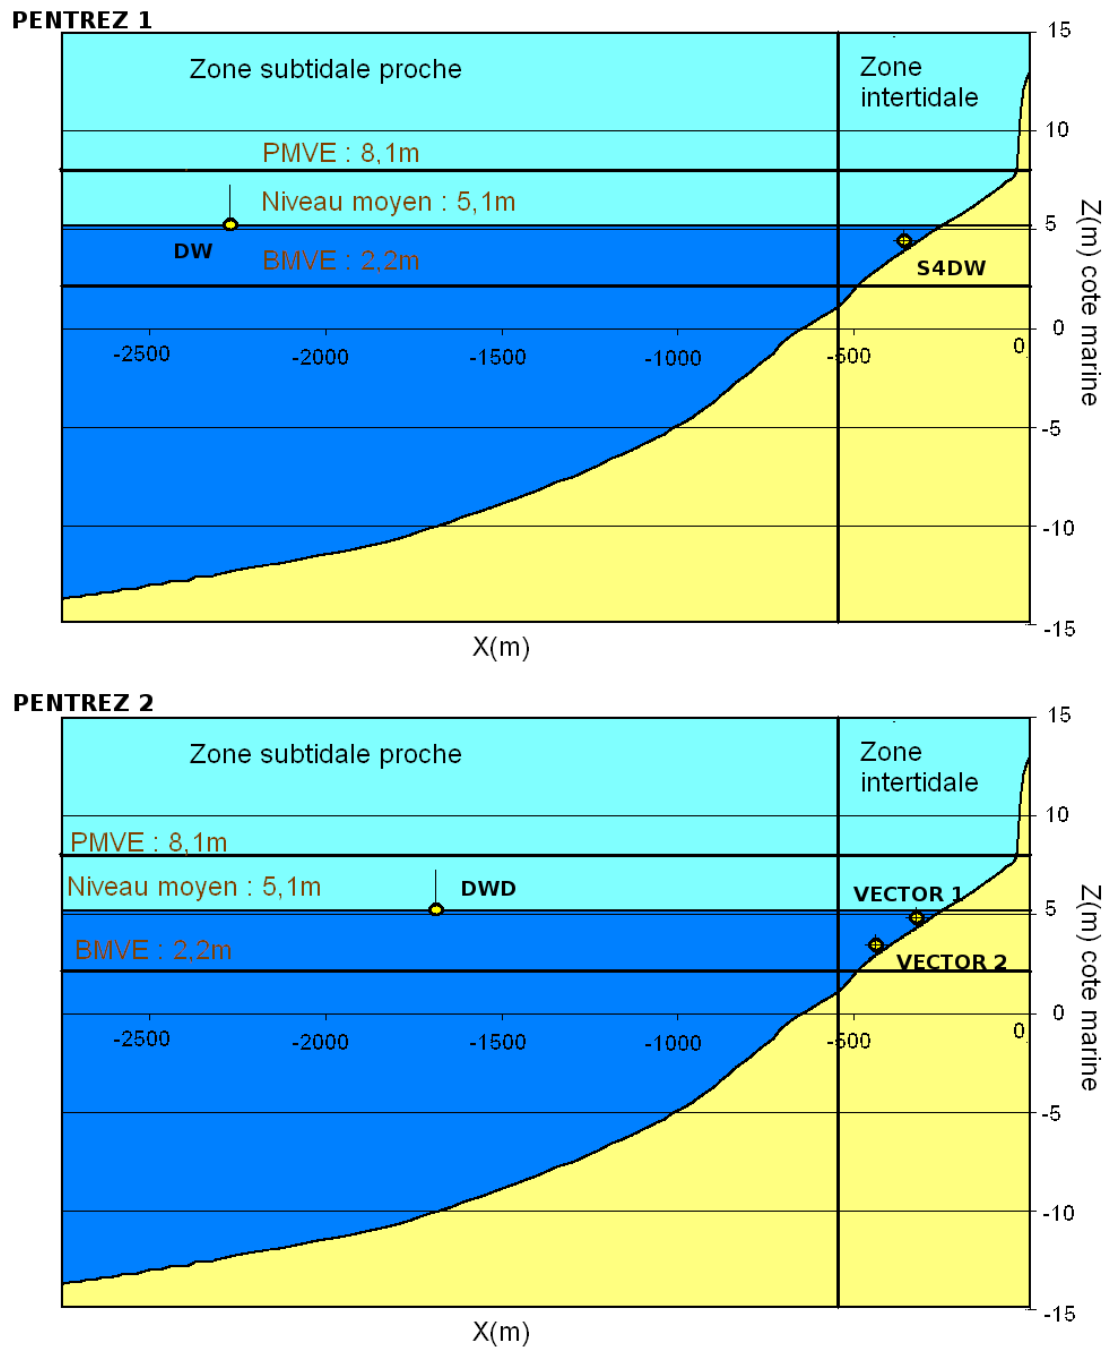 PENTREZ 1
15
Zone subtidale proche
Zone
intertidale
10
PMVE : 8,1m
Niveau moyen : 5,1m
5
DW
BMVE : 2,2m
S4DW
0
-2500
-2000
-1500
-1000
-500
0
-5
-10
-15
Z(m) cote marine
X(m)
PENTREZ 2
15
Zone subtidale proche
Zone
intertidale
10
PMVE : 8,1m
Niveau moyen : 5,1m
DWD
VECTOR 1
5
BMVE : 2,2m
VECTOR 2
0
-2500
-2000
-1500
-1000
-500
0
-5
-10
-15
Z(m) cote marine
X(m)